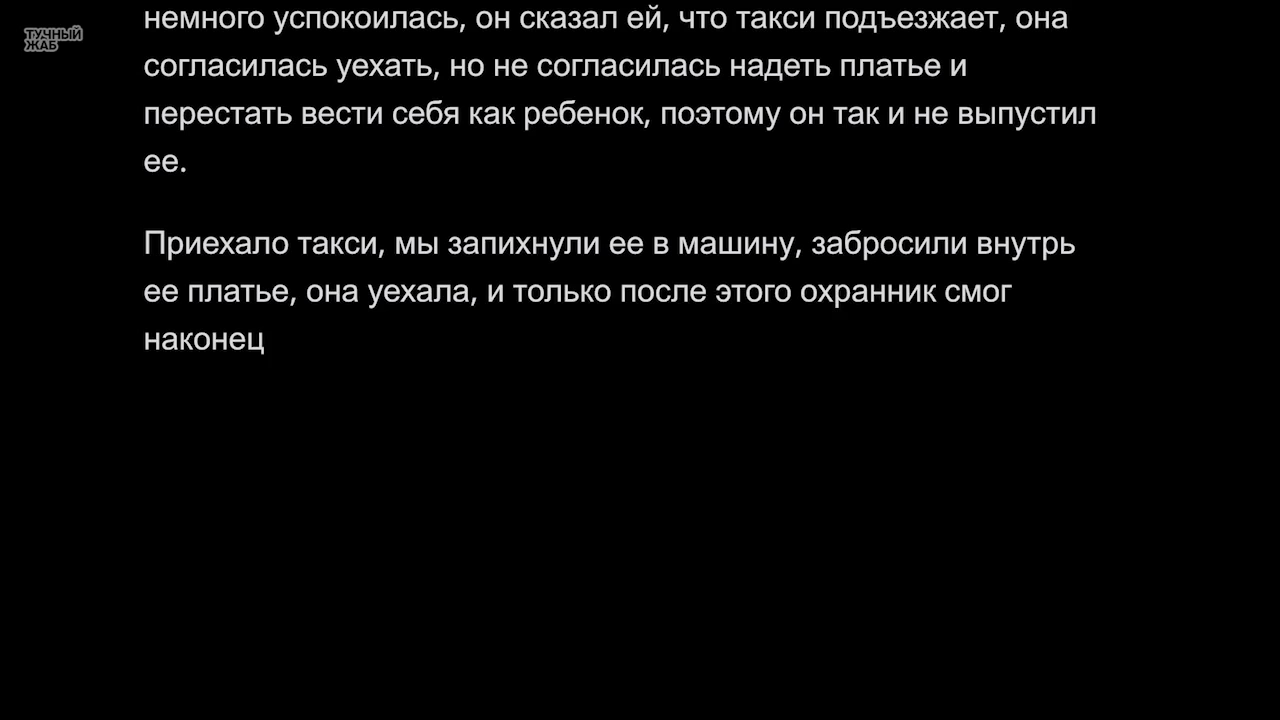 ТУЧНЫЙ
ЖАБ
немного успокоилась, он сказал ей, что такси подъезжает, она
согласилась уехать, но не согласилась надеть платье и
перестать вести себя как ребенок, поэтому он так и не выпустил
ее.
Приехало такси, мы запихнули ее в машину, забросили внутрь
ее платье, она уехала, и только после этого охранник смог
наконец